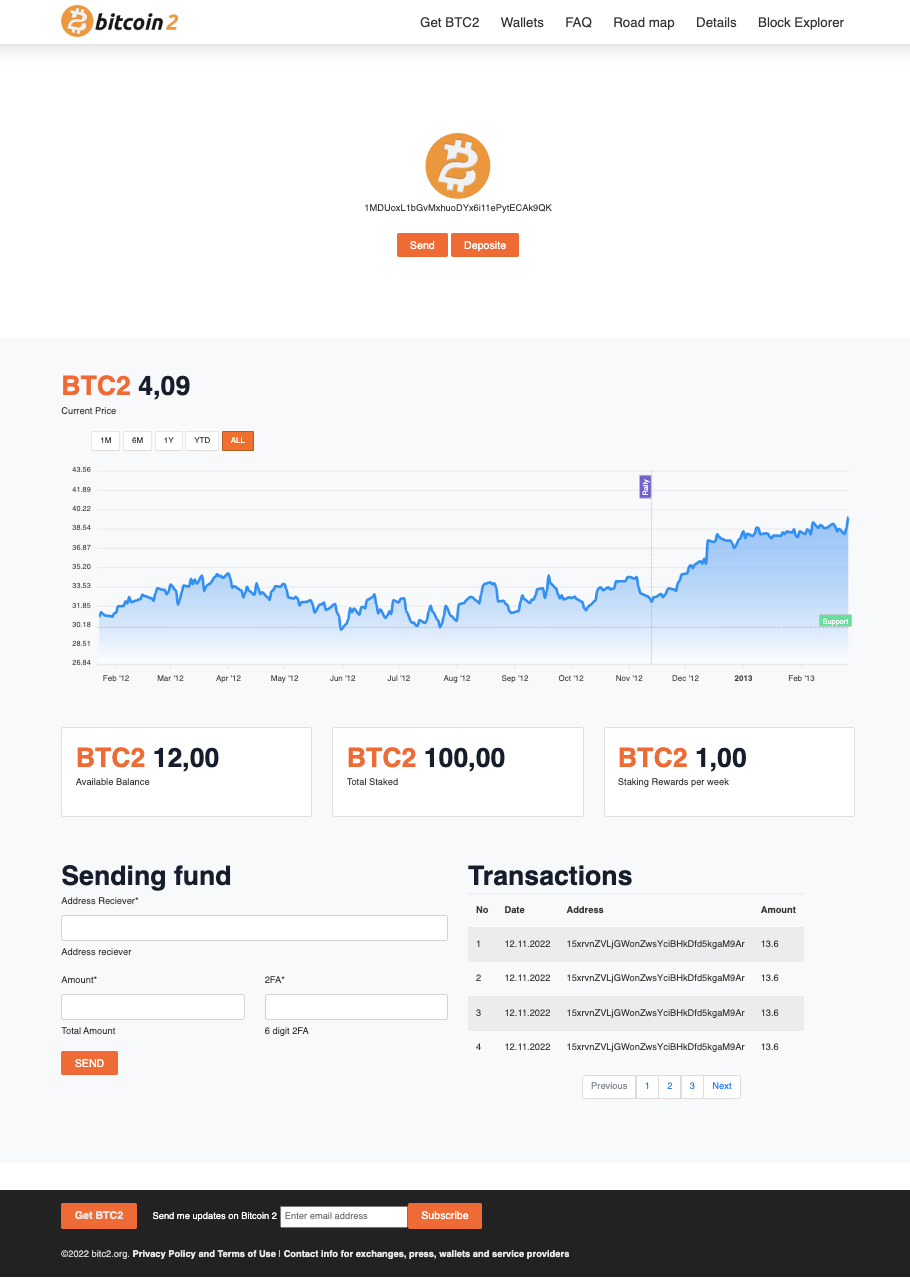 bitcoin 2 Get BTC2 Wallets FAQ Road map Details Block Explorer
1MDUoxL1bGvMxhuoDYx6i11ePytECAk9QK
Send Deposite
BTC2 4,09
Current Price
1M 6M 1Y YTD ALL
43.56
Rally
41.89
40.22
38.54
36.87
35.20
33.53
31.85
30.18 Support
28.51
26.84
Feb '12 Mar '12 Apr '12 May '12 Jun '12 Jul '12 Aug '12 Sep '12 Oct '12 Nov '12 Dec '12 2013 Feb '13
BTC2 12,00 BTC2 100,00 BTC2 1,00
Available Balance Total Staked Staking Rewards per week
Sending fund
Address Reciever*
Address reciever
Amount* 2FA*
Total Amount 6 digit 2FA
SEND
Transactions
No Date Address Amount
1 12.11.2022 15xrvnZVLjGWonZwsYciBHkDfd5kgaM9Ar 13.6
2 12.11.2022 15xrvnZVLjGWonZwsYciBHkDfd5kgaM9Ar 13.6
3 12.11.2022 15xrvnZVLjGWonZwsYciBHkDfd5kgaM9Ar 13.6
4 12.11.2022 15xrvnZVLjGWonZwsYciBHkDfd5kgaM9Ar 13.6
Previous 1 2 3 Next
Get BTC2 Send me updates on Bitcoin 2 Enter email address Subscribe
©2022 bitc2.org. Privacy Policy and Terms of Use | Contact info for exchanges, press, wallets and service providers